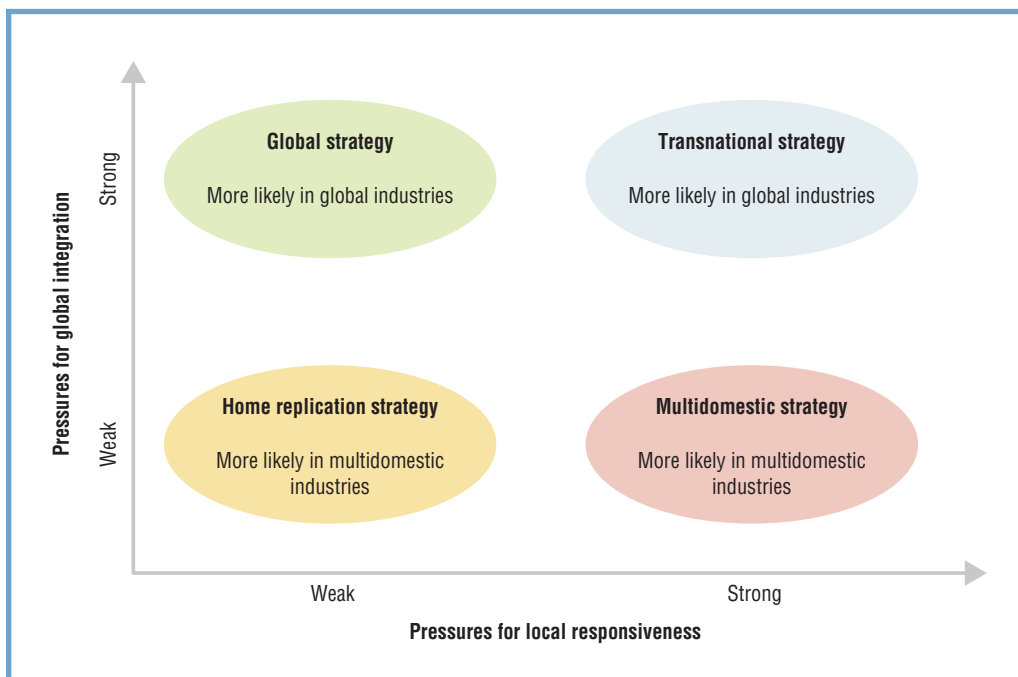 Pressures for global integration
Strong
Weak
Global strategy
More likely in global industries
Transnational strategy
More likely in global industries
Home replication strategy
More likely in multidomestic
industries
Multidomestic strategy
More likely in multidomestic
industries
Weak
Strong
Pressures for local responsiveness